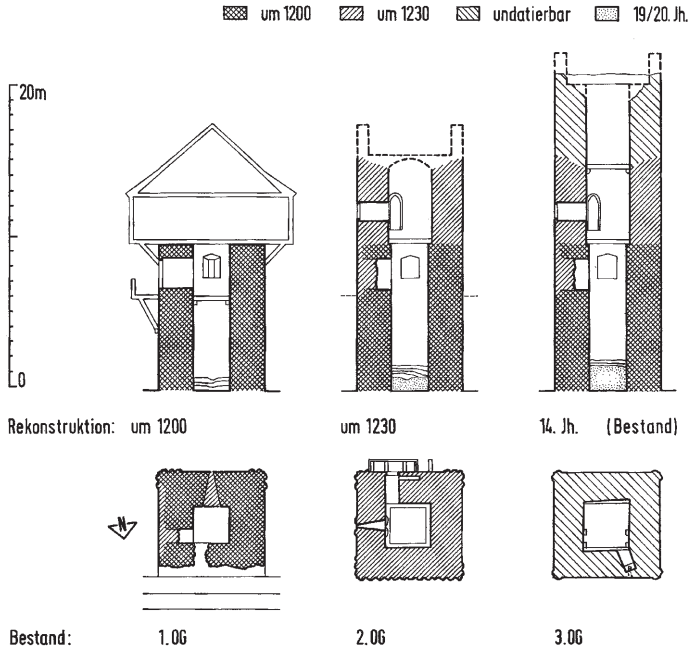 um 1200 um 1230 undatierbar 19/20. Jh.
20m
0
Rekonstruktion: um 1200 um 1230 14. Jh. (Bestand)
N
Bestand: 1. OG 2. OG 3. OG